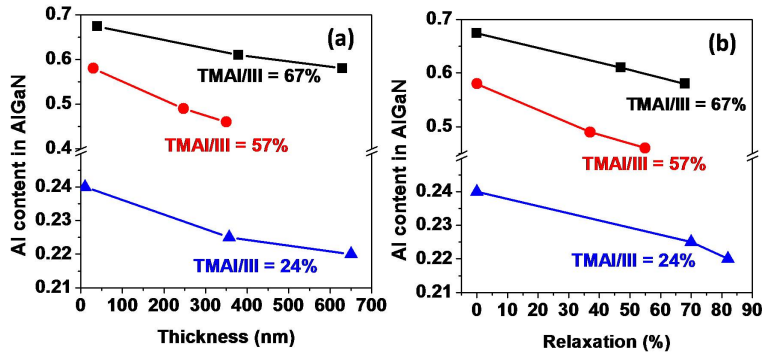 (a)
0.7
0.6
0.5
0.4
0.24
0.23
0.22
0.21
Al content in AlGaN
TMAl/III = 67%
TMAl/III = 57%
TMAl/III = 24%
0 100 200 300 400 500 600 700
Thickness (nm)
(b)
0.7
0.6
0.5
0.24
0.22
0.21
Al content in AlGaN
TMAl/III = 67%
TMAl/III = 57%
TMAl/III = 24%
0 10 20 30 40 50 60 70 80 90
Relaxation (%)